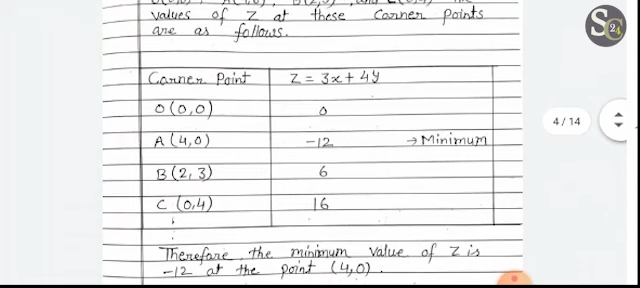 values of Z at these Corner points
are as follows.
Corner Point Z = 3x + 4y
O (0,0) 0
A (4,0) -12 → Minimum
B (2,3) 6
C (0,4) 16
Therefore the minimum value of Z is
-12 at the point (4,0).
4 / 14
S 24